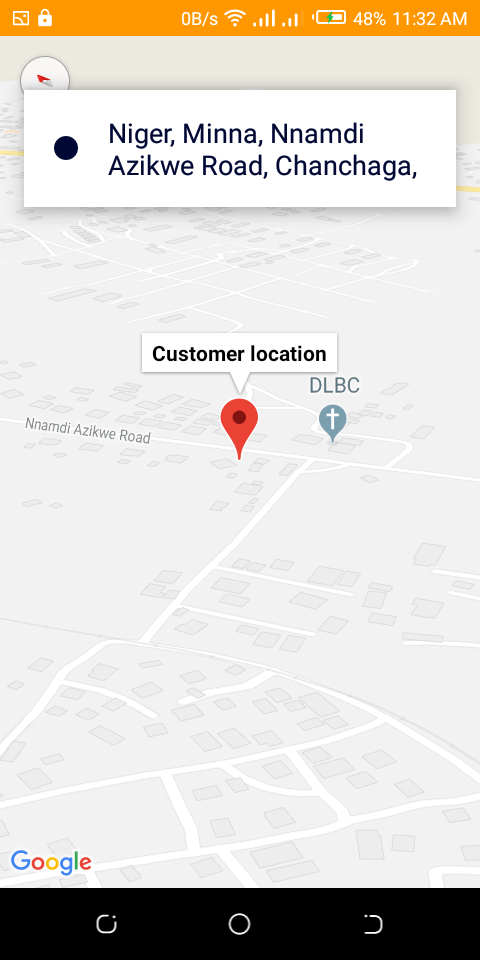 0B/s 48% 11:32 AM
Niger, Minna, Nnamdi
Azikwe Road, Chanchaga,
Customer location
DLBC
Nnamdi Azikwe Road
Google